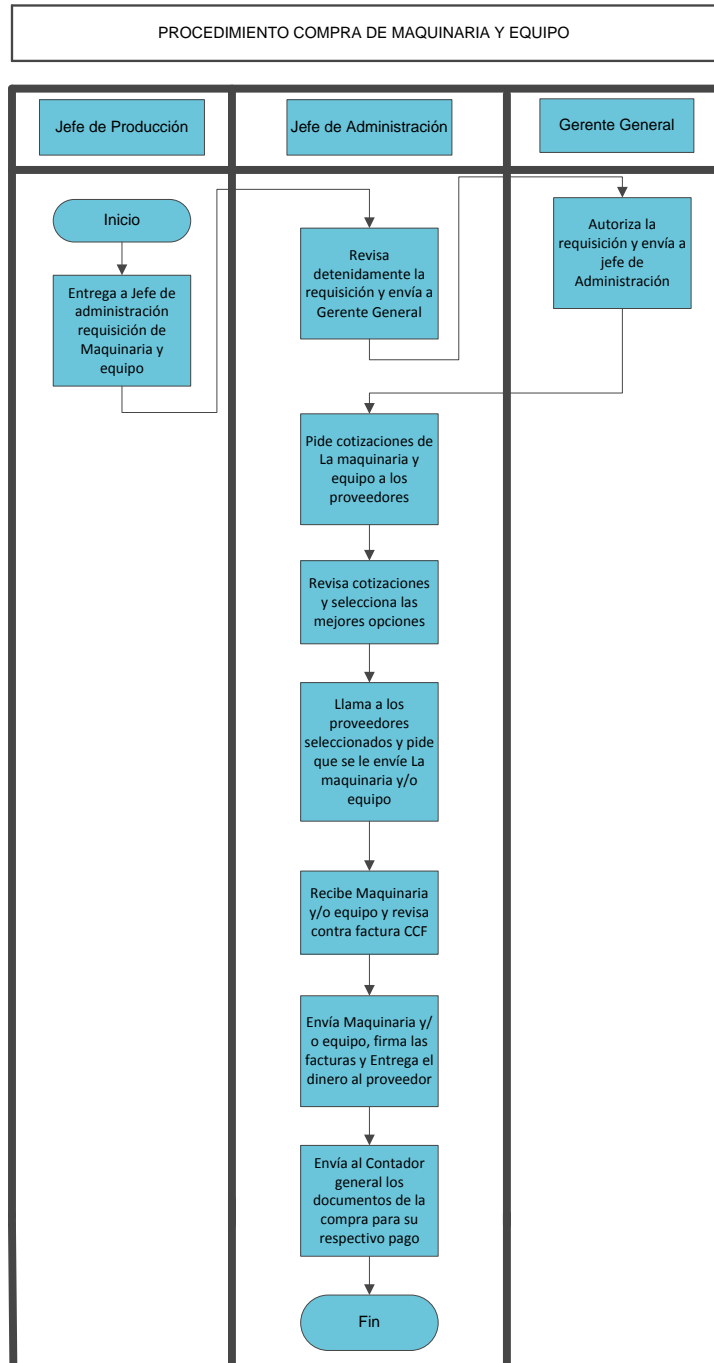 PROCEDIMIENTO COMPRA DE MAQUINARIA Y EQUIPO
Jefe de Producción
Jefe de Administración
Gerente General
Inicio
Entrega a Jefe de
administración
requisición de
Maquinaria y
equipo
Revisa
detenidamente la
requisición y envía a
Gerente General
Autoriza la
requisición y envía a
jefe de
Administración
Pide cotizaciones de
La maquinaria y
equipo a los
proveedores
Revisa cotizaciones
y selecciona las
mejores opciones
Llama a los
proveedores
seleccionados y pide
que se le envíe La
maquinaria y/o
equipo
Recibe Maquinaria
y/o equipo y revisa
contra factura CCF
Envía Maquinaria y/
o equipo, firma las
facturas y Entrega el
dinero al proveedor
Envía al Contador
general los
documentos de la
compra para su
respectivo pago
Fin